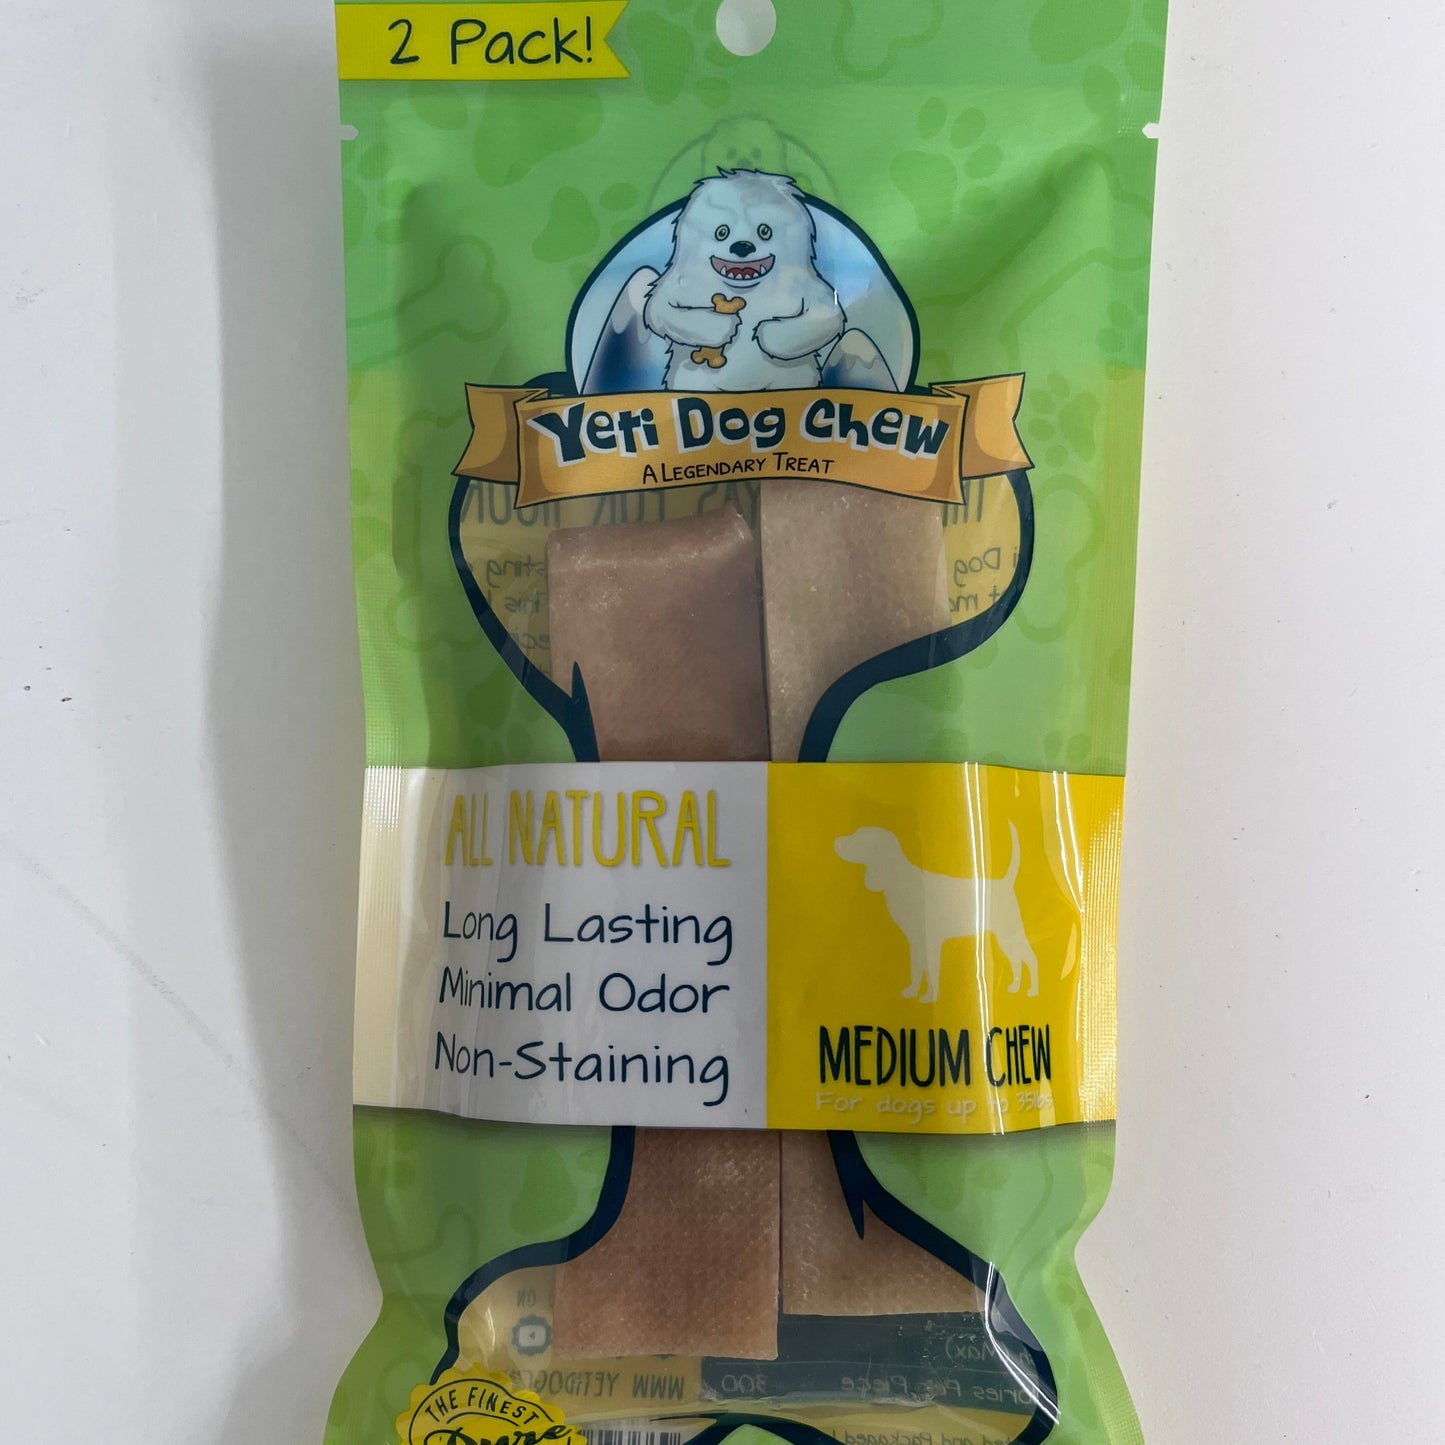 2 Pack!
Yeti Dog Chew
A LEGENDARY TREAT
ALL NATURAL
Long Lasting
Minimal Odor
Non-Staining
MEDIUM CHEW
For dogs up to 35lbs
THE FINEST